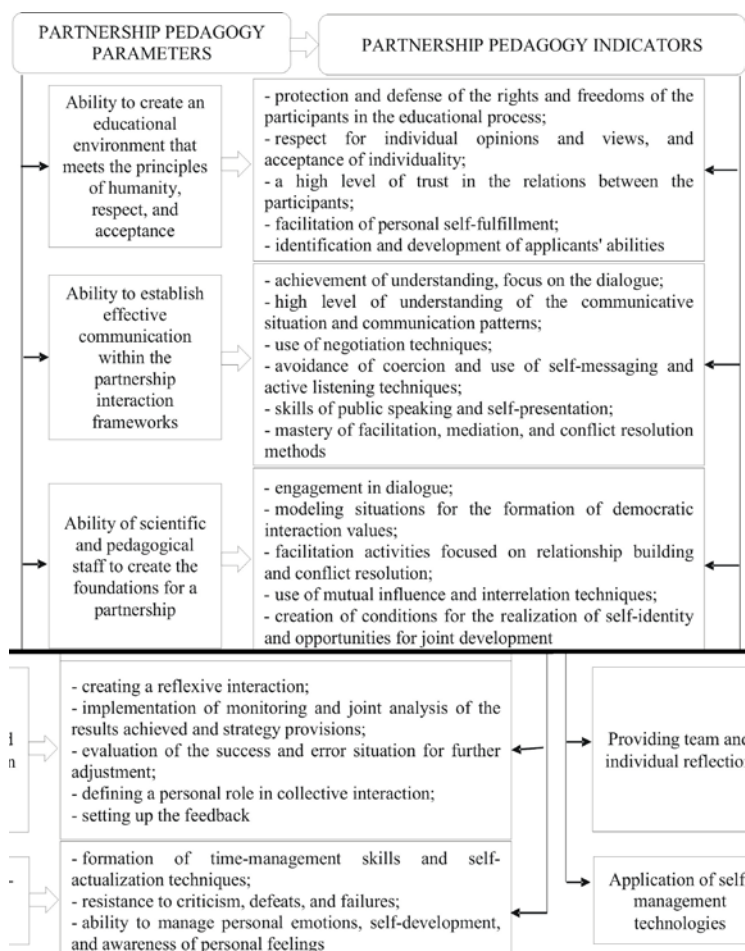 PARTNERSHIP PEDAGOGY
PARAMETERS
PARTNERSHIP PEDAGOGY INDICATORS
Ability to create an
educational
environment that
meets the principles
of humanity,
respect, and
acceptance
- protection and defense of the rights and freedoms of the
participants in the educational process;
- respect for individual opinions and views, and
acceptance of individuality;
- a high level of trust in the relations between the
participants;
- facilitation of personal self-fulfillment;
- identification and development of applicants' abilities
Ability to establish
effective
communication
within the
partnership
interaction
frameworks
- achievement of understanding, focus on the dialogue;
- high level of understanding of the communicative
situation and communication patterns;
- use of negotiation techniques;
- avoidance of coercion and use of self-messaging and
active listening techniques;
- skills of public speaking and self-presentation;
- mastery of facilitation, mediation, and conflict resolution
methods
Ability of scientific
and pedagogical
staff to create the
foundations for a
partnership
- engagement in dialogue;
- modeling situations for the formation of democratic
interaction values;
- facilitation activities focused on relationship building
and conflict resolution;
- use of mutual influence and interrelation techniques;
- creation of conditions for the realization of self-identity
and opportunities for joint development
- creating a reflexive interaction;
- implementation of monitoring and joint analysis of the
results achieved and strategy provisions;
- evaluation of the success and error situation for further
adjustment;
- defining a personal role in collective interaction;
- setting up the feedback
Providing team and
individual reflection
- formation of time-management skills and self-
actualization techniques;
- resistance to criticism, defeats, and failures;
- ability to manage personal emotions, self-development,
and awareness of personal feelings
Application of self
management
technologies